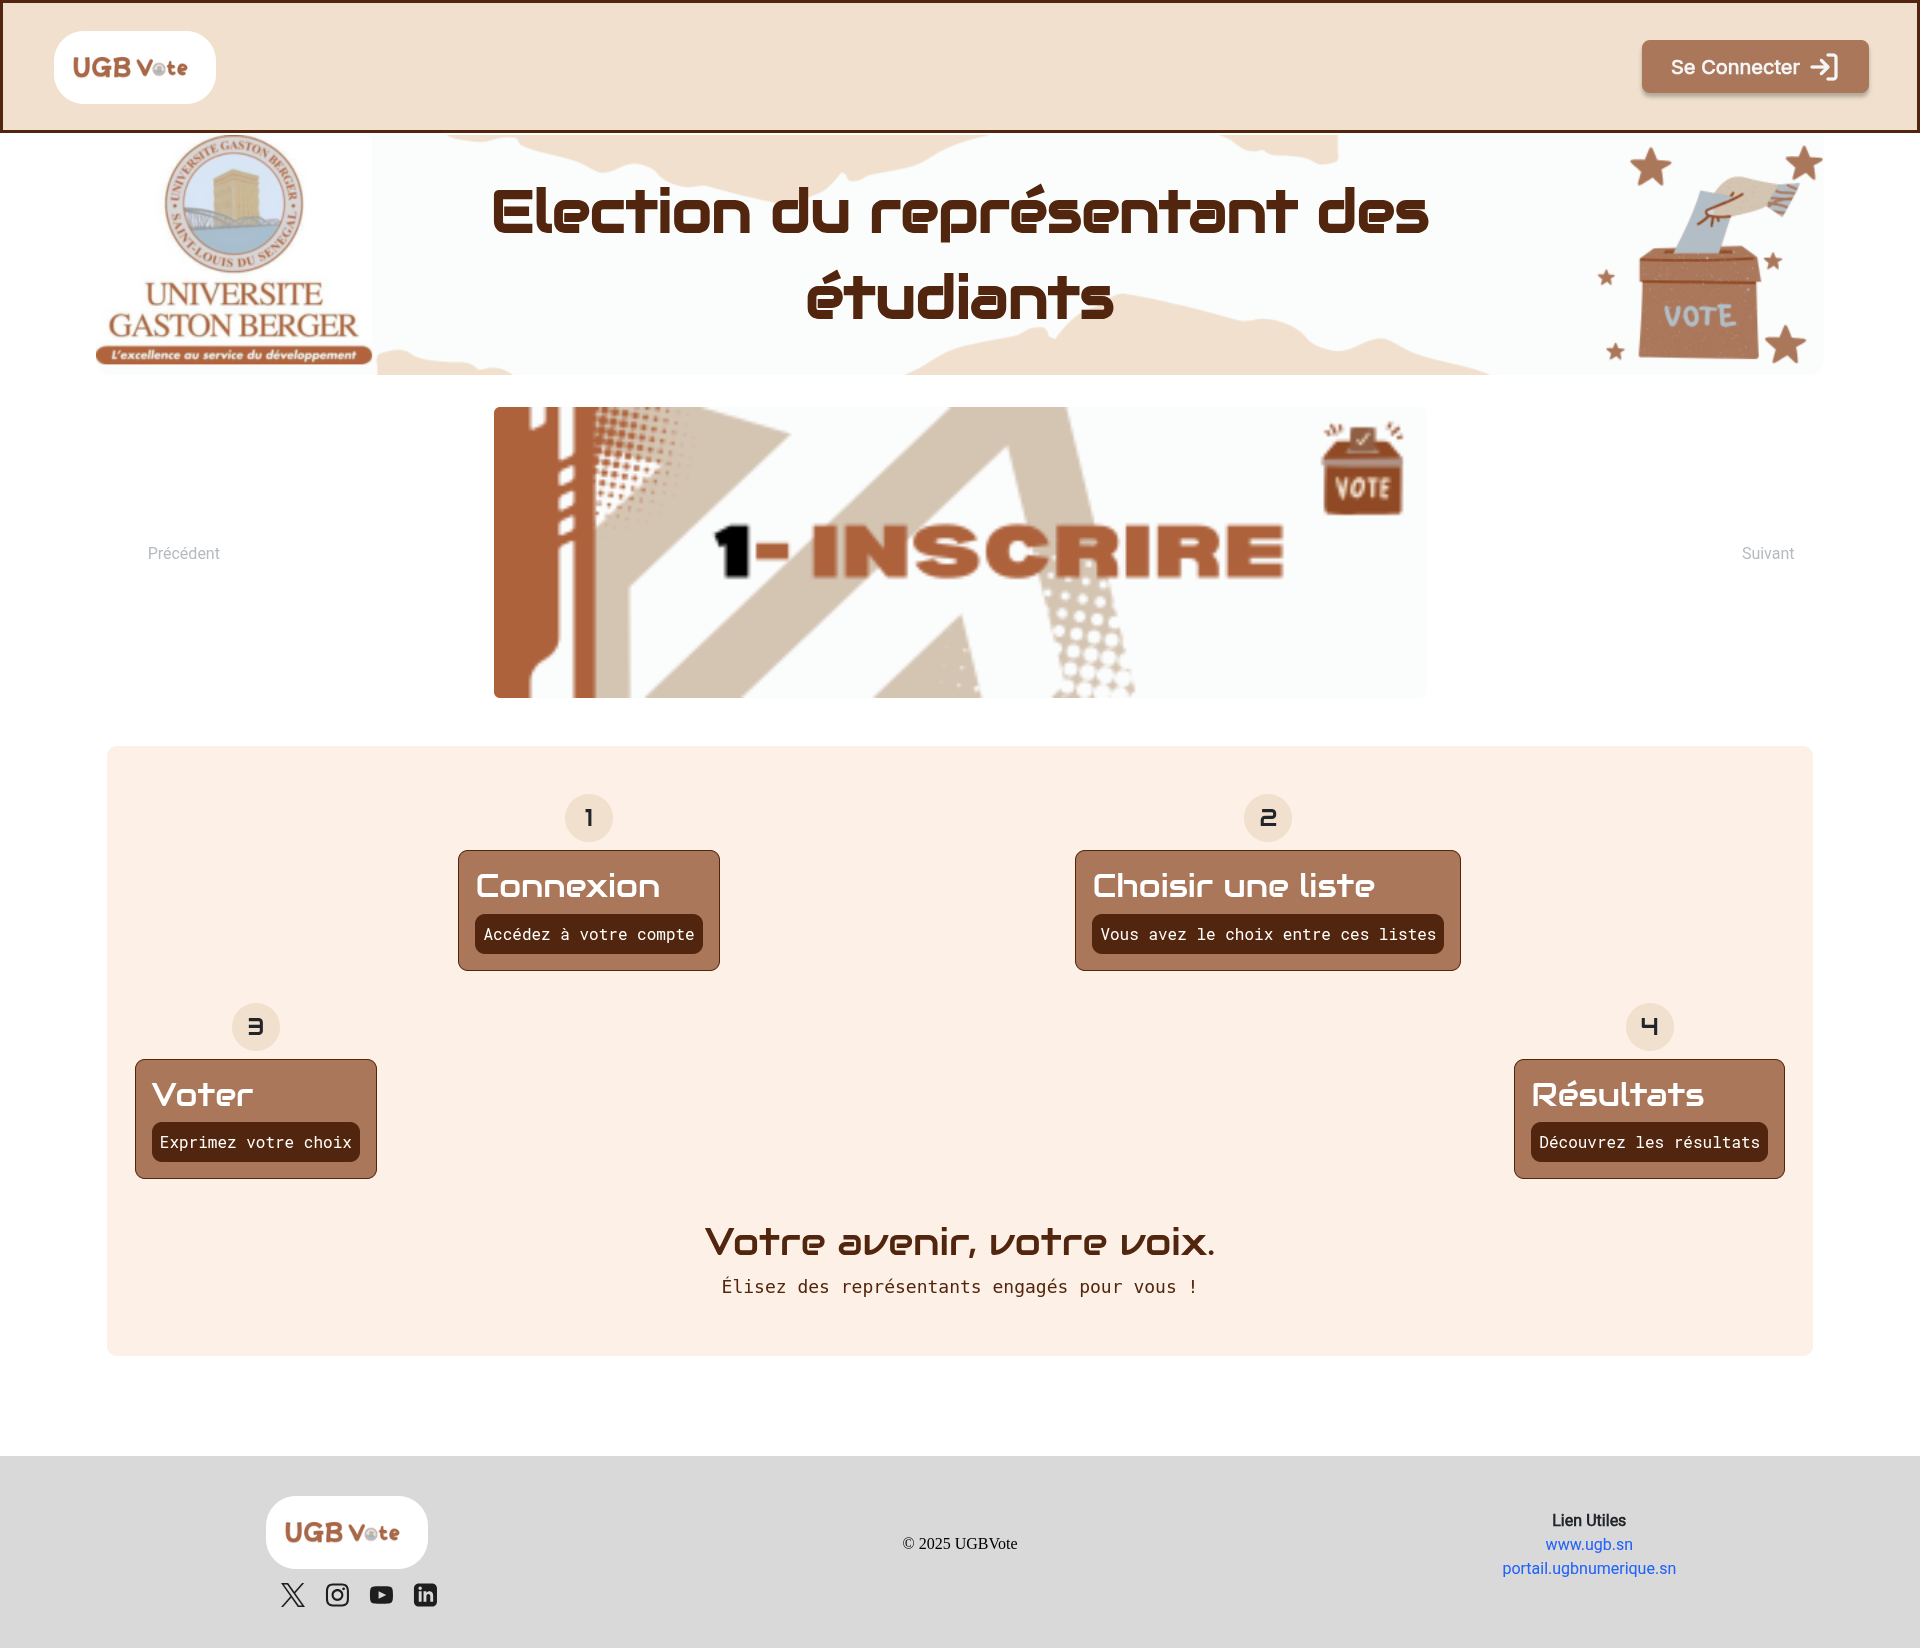 UGB Vote
Se Connecter
UNIVERSITE GASTON BERGER
SAINT-LOUIS DU SENEGAL
UNIVERSITE
GASTON BERGER
L'excellence au service du développement
Election du représentant des
étudiants
VOTE
Précédent
1- INSCRIRE
VOTE
Suivant
1
Connexion
Accédez à votre compte
2
Choisir une liste
Vous avez le choix entre ces listes
3
Voter
Exprimez votre choix
4
Résultats
Découvrez les résultats
Votre avenir, votre voix.
Élisez des représentants engagés pour vous !
UGB Vote
© 2025 UGBVote
Lien Utiles
www.ugb.sn
portail.ugbnumerique.sn